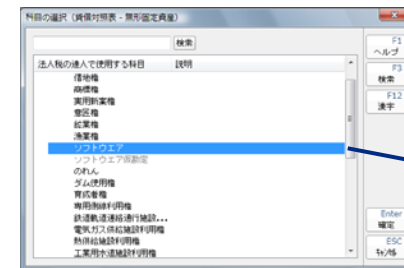 科目の選択（貸借対照表 - 無形固定資産）
検索
法人税の達人で使用する科目 説明
借地権
商標権
実用新案権
意匠権
鉱業権
漁業権
ソフトウエア
ソフトウエア仮勘定
のれん
ダム使用権
育成者権
専用側線利用権
鉄道軌道連絡通行施設...
電気ガス供給施設利用権
熱供給施設利用権
工業用水道施設利用権
F1
ヘルプ
F3
検索
F12
漢字
Enter
確定
ESC
キャンセル